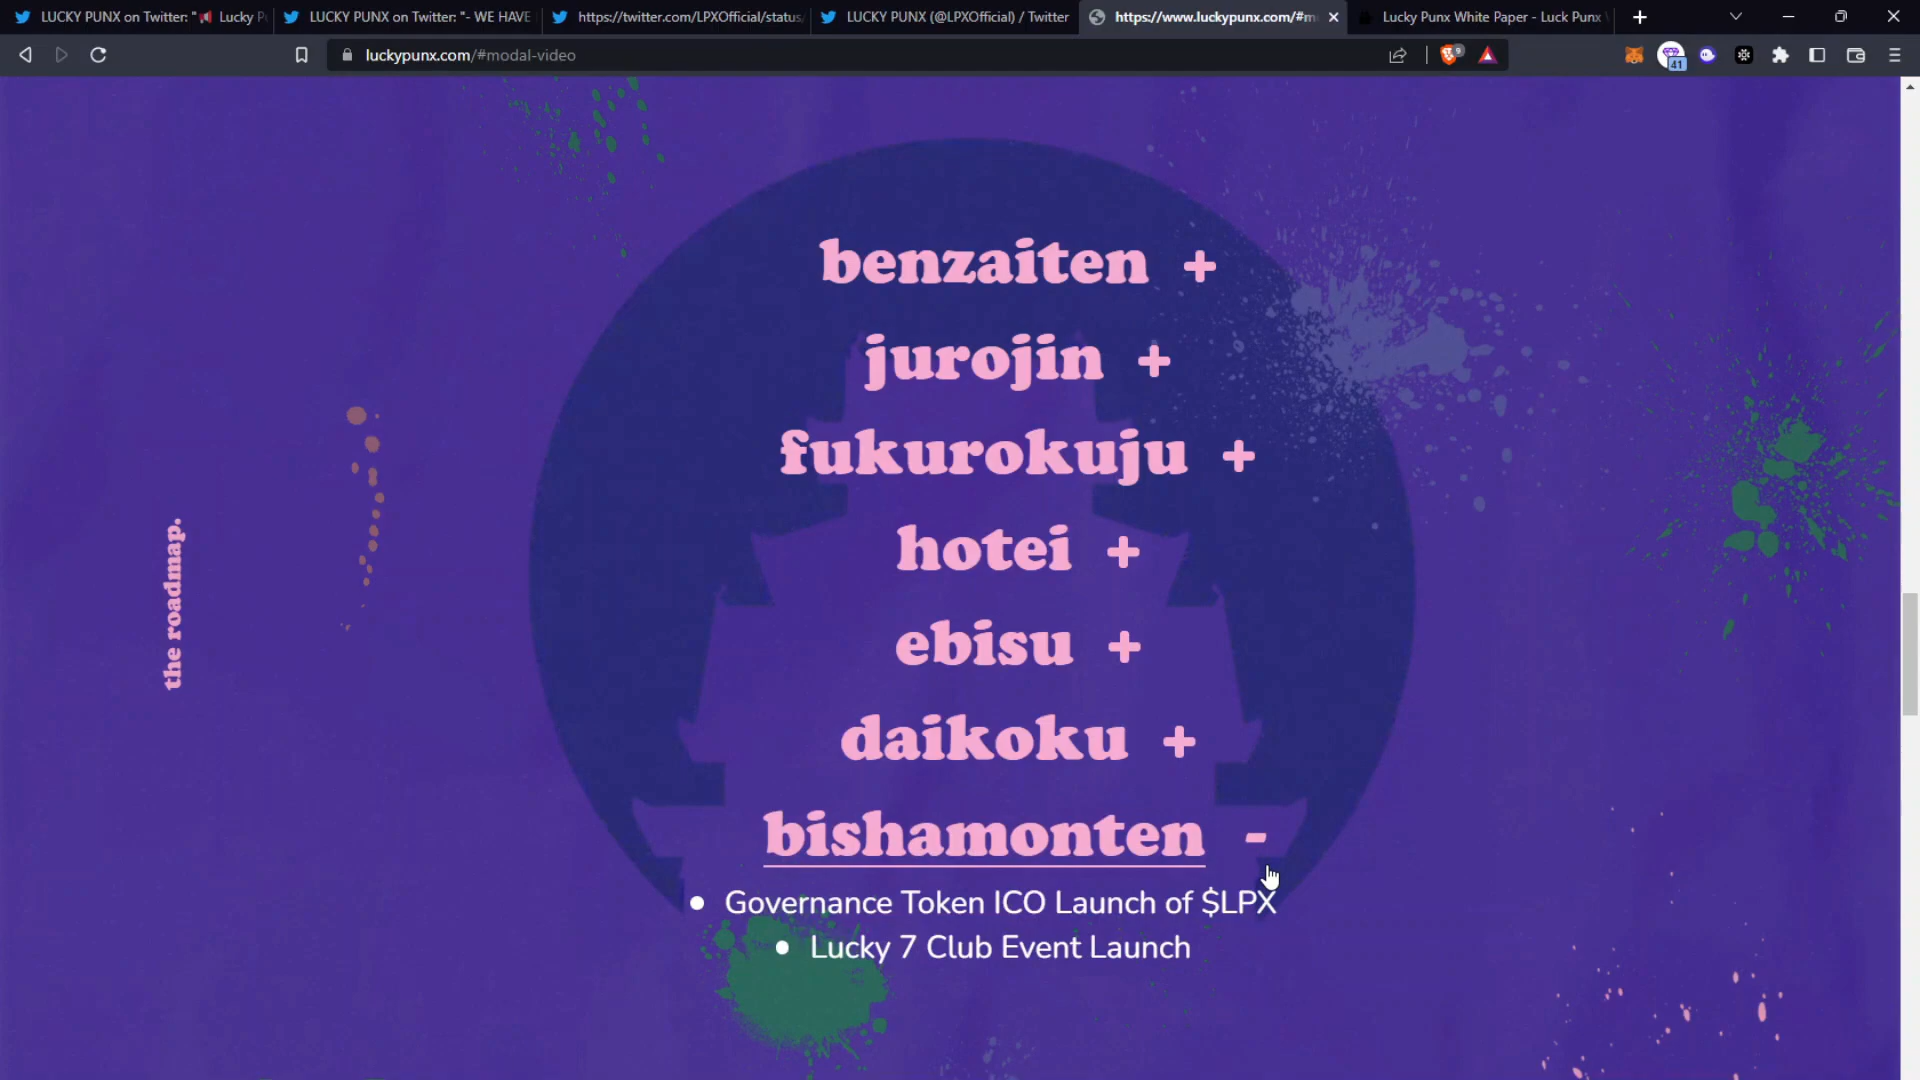 LUCKY PUNX on Twitter: "📢 Lucky P
LUCKY PUNX on Twitter: "- WE HAVE
https://twitter.com/LPXOfficial/status/
LUCKY PUNX (@LPXOfficial) / Twitter
https://www.luckypunx.com/#m
Lucky Punx White Paper - Luck Punx
luckypunx.com/#modal-video
9
41
benzaiten +
jurojin +
fukurokuju +
hotei +
ebisu +
the roadmap.
daikoku +
bishamonten -
• Governance Token ICO Launch of $LPX
• Lucky 7 Club Event Launch